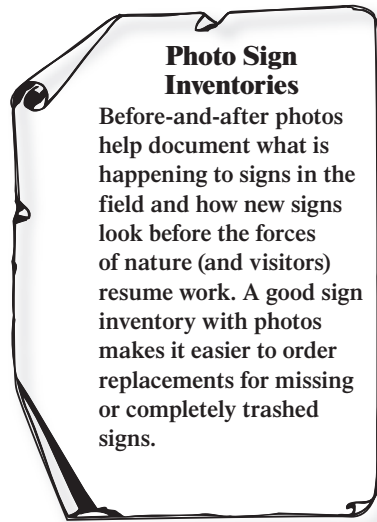 Photo Sign
Inventories
Before-and-after photos
help document what is
happening to signs in the
field and how new signs
look before the forces
of nature (and visitors)
resume work. A good sign
inventory with photos
makes it easier to order
replacements for missing
or completely trashed
signs.